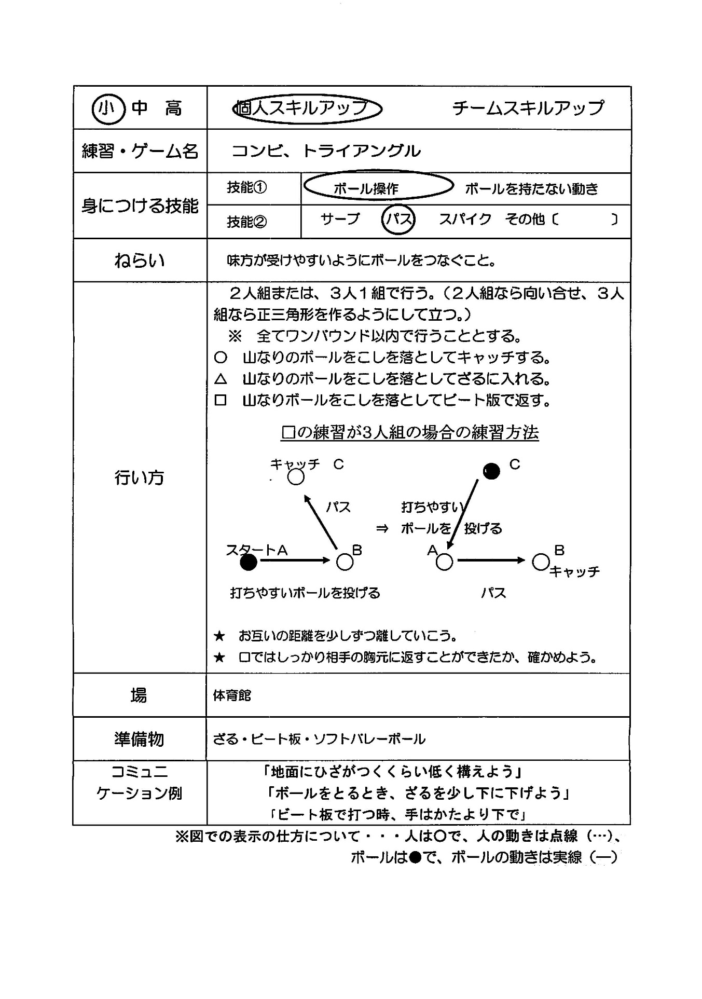 小 中 高 個人スキルアップ チームスキルアップ
練習・ゲーム名 コンビ、トライアングル
身につける技能
技能① ボール操作 ボールを持たない動き
技能② サーブ パス スパイク その他〔 〕
ねらい 味方が受けやすいようにボールをつなぐこと。
行い方
２人組または、３人１組で行う。（２人組なら向い合せ、３人
組なら正三角形を作るようにして立つ。）
※ 全てワンバウンド以内で行うこととする。
○ 山なりのボールをこしを落としてキャッチする。
△ 山なりのボールをこしを落としてざるに入れる。
□ 山なりボールをこしを落としてビート版で返す。
□の練習が3人組の場合の練習方法
キャッチ C C
パス 打ちやすい
⇒ ボールを 投げる
スタートA B A B
キャッチ
打ちやすいボールを投げる パス
★ お互いの距離を少しずつ離していこう。
★ □ではしっかり相手の胸元に返すことができたか、確かめよう。
場 体育館
準備物 ざる・ビート板・ソフトバレーボール
コミュニ 「地面にひざがつくくらい低く構えよう」
ケーション例 「ボールをとるとき、ざるを少し下に下げよう」
「ビート板で打つ時、手はかたより下で」
※図での表示の仕方について・・・人は○で、人の動きは点線（…）、
ボールは●で、ボールの動きは実線（―）